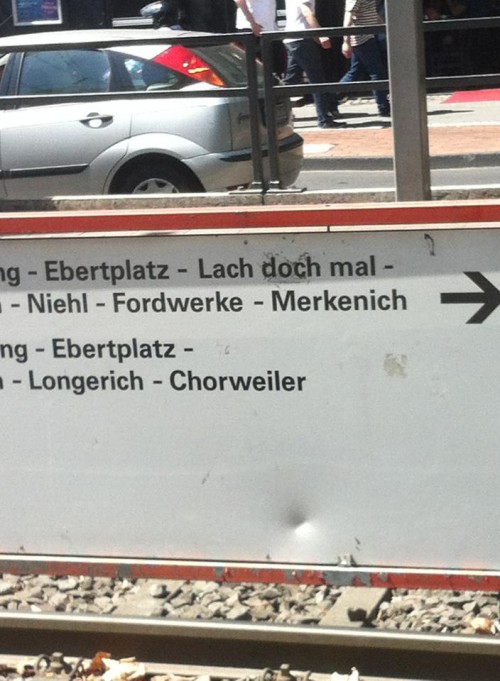 ng - Ebertplatz - Lach doch mal -
- Niehl - Fordwerke - Merkenich
ng - Ebertplatz -
- Longerich - Chorweiler